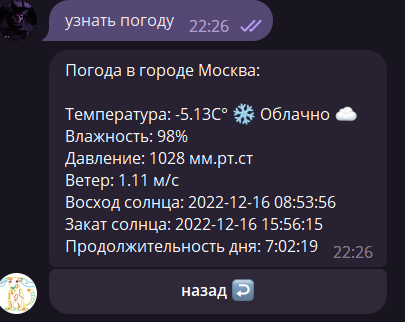 узнать погоду
22:26
Погода в городе Москва:
Температура: -5.13C° ❄️ Облачно ☁️
Влажность: 98%
Давление: 1028 мм.рт.ст
Ветер: 1.11 м/с
Восход солнца: 2022-12-16 08:53:56
Закат солнца: 2022-12-16 15:56:15
Продолжительность дня: 7:02:19
22:26
назад ↩️